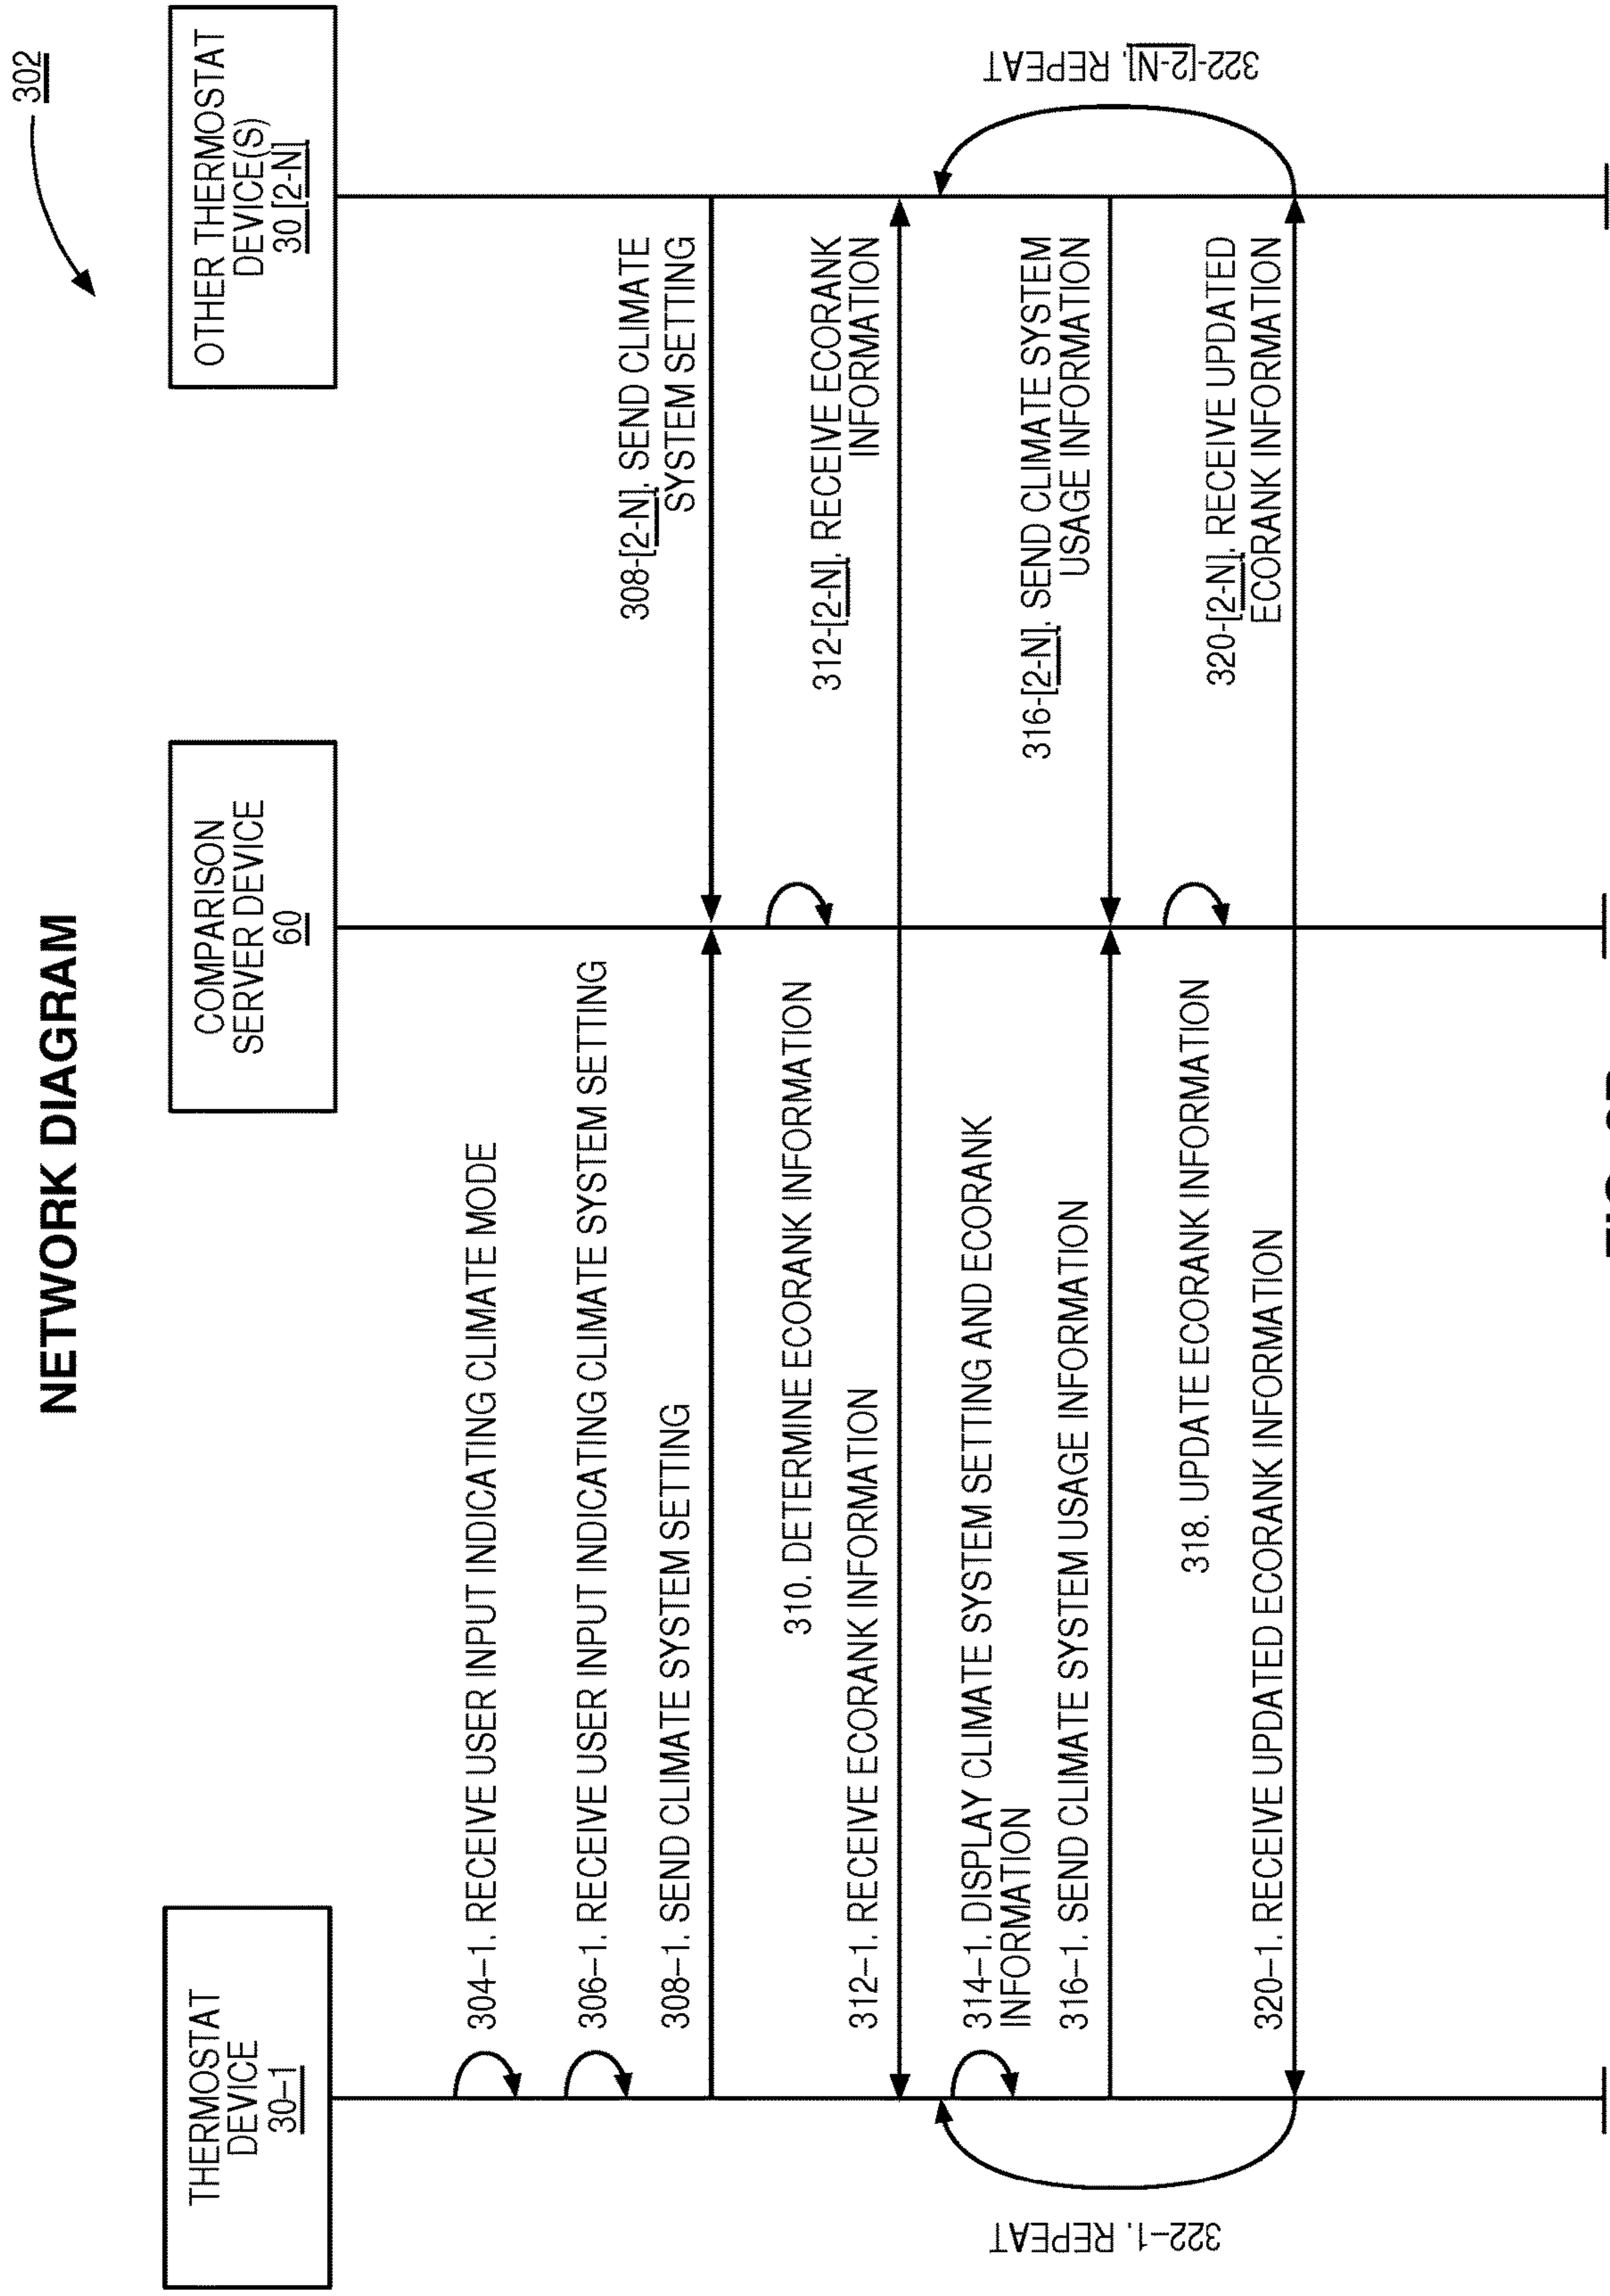 NETWORK DIAGRAM
302
THERMOSTAT
DEVICE
30–1
COMPARISON
SERVER DEVICE
60
OTHER THERMOSTAT
DEVICE(S)
30 [2-N]
304–1. RECEIVE USER INPUT INDICATING CLIMATE MODE
306–1. RECEIVE USER INPUT INDICATING CLIMATE SYSTEM SETTING
308–1. SEND CLIMATE SYSTEM SETTING
308-[2-N]. SEND CLIMATE
SYSTEM SETTING
310. DETERMINE ECORANK INFORMATION
312–1. RECEIVE ECORANK INFORMATION
312-[2-N]. RECEIVE ECORANK
INFORMATION
314–1. DISPLAY CLIMATE SYSTEM SETTING AND ECORANK
INFORMATION
316–1. SEND CLIMATE SYSTEM USAGE INFORMATION
316-[2-N]. SEND CLIMATE SYSTEM
USAGE INFORMATION
318. UPDATE ECORANK INFORMATION
320–1. RECEIVE UPDATED ECORANK INFORMATION
320-[2-N]. RECEIVE UPDATED
ECORANK INFORMATION
322–1. REPEAT
322-[2-N]. REPEAT